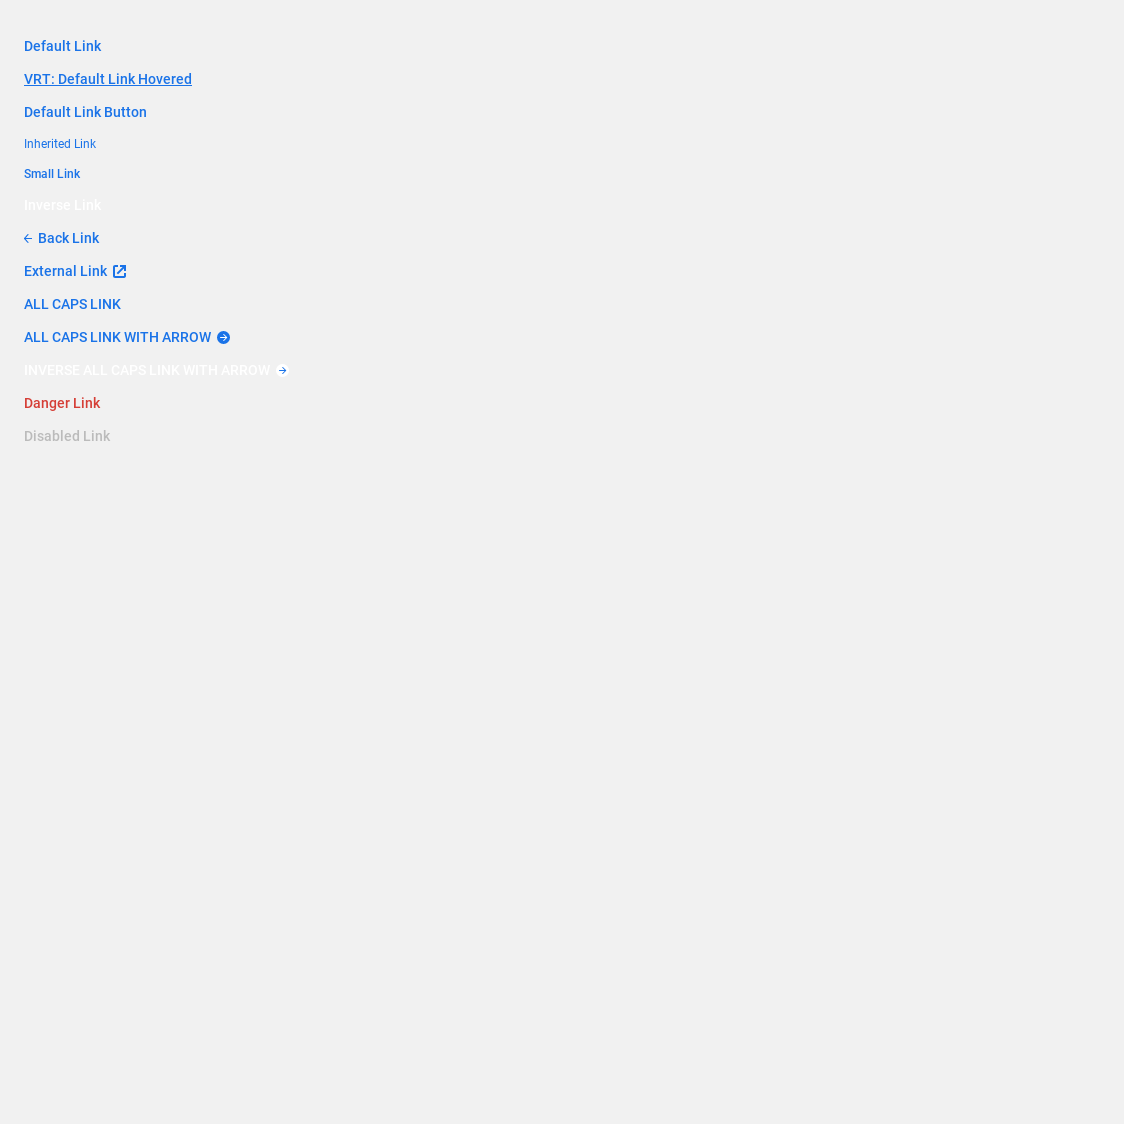 Default Link
VRT: Default Link Hovered
Default Link Button
Inherited Link
Small Link
Inverse Link
Back Link
External Link
ALL CAPS LINK
ALL CAPS LINK WITH ARROW
INVERSE ALL CAPS LINK WITH ARROW
Danger Link
Disabled Link